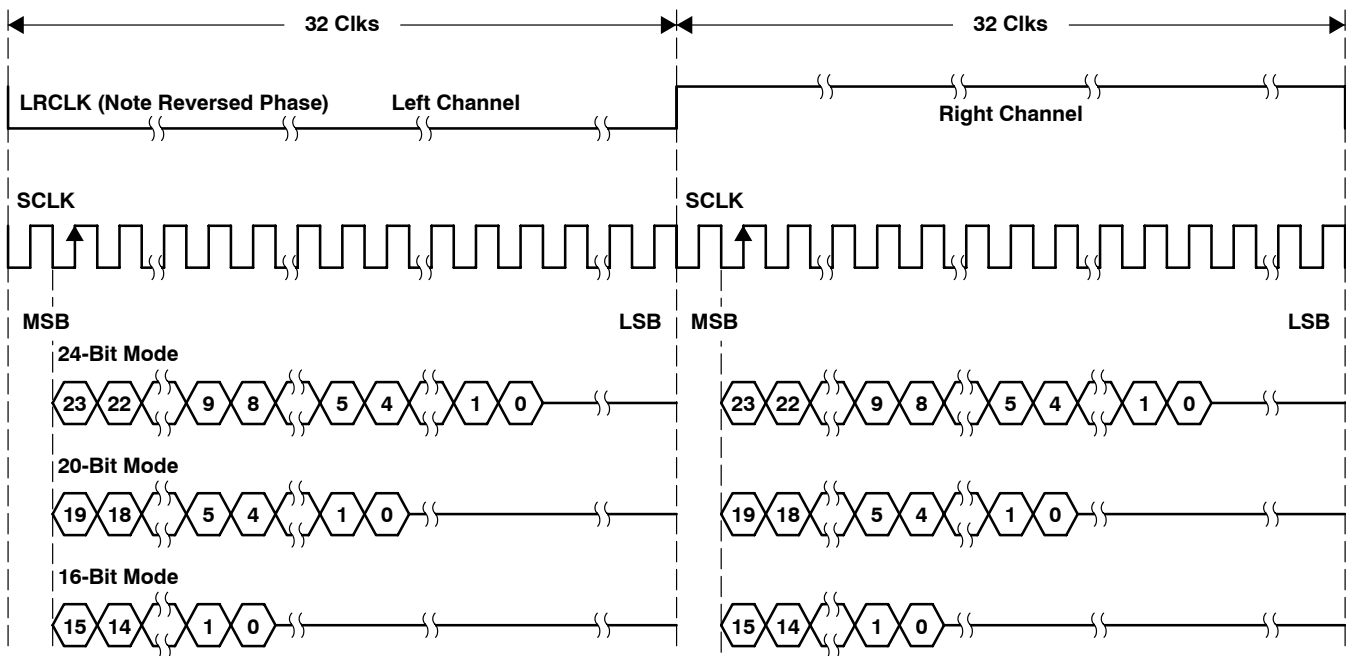 32 Clks 32 Clks
LRCLK (Note Reversed Phase) Left Channel
Right Channel
SCLK SCLK
MSB LSB MSB LSB
24-Bit Mode
23 22 9 8 5 4 1 0 23 22 9 8 5 4 1 0
20-Bit Mode
19 18 5 4 1 0 19 18 5 4 1 0
16-Bit Mode
15 14 1 0 15 14 1 0